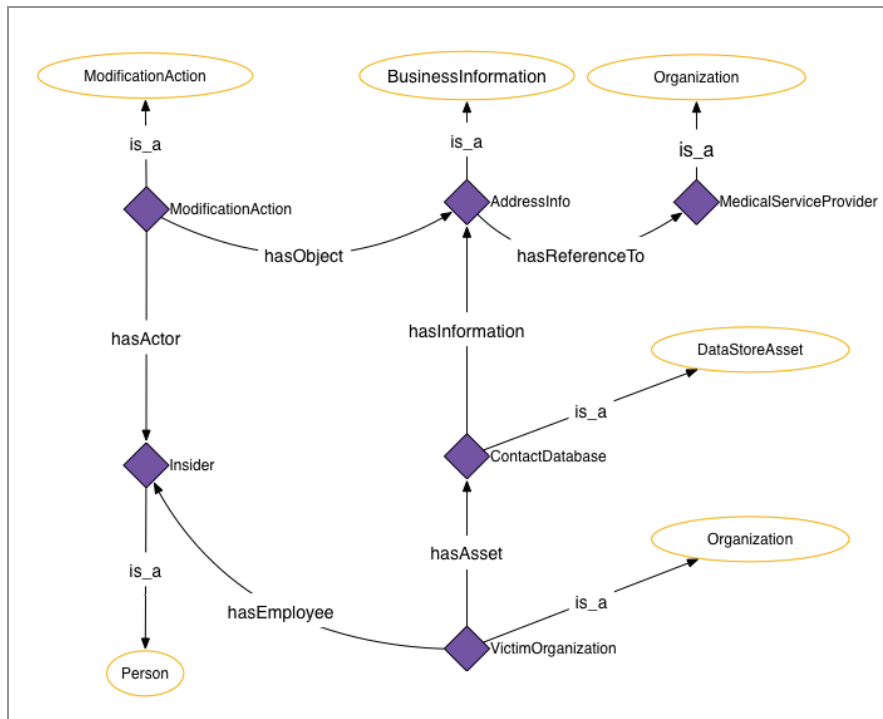 ModificationAction
BusinessInformation
Organization
is_a
is_a
is_a
ModificationAction
AddressInfo
MedicalServiceProvider
hasObject
hasReferenceTo
hasActor
hasInformation
DataStoreAsset
is_a
Insider
ContactDatabase
Organization
hasAsset
is_a
is_a
hasEmployee
VictimOrganization
Person